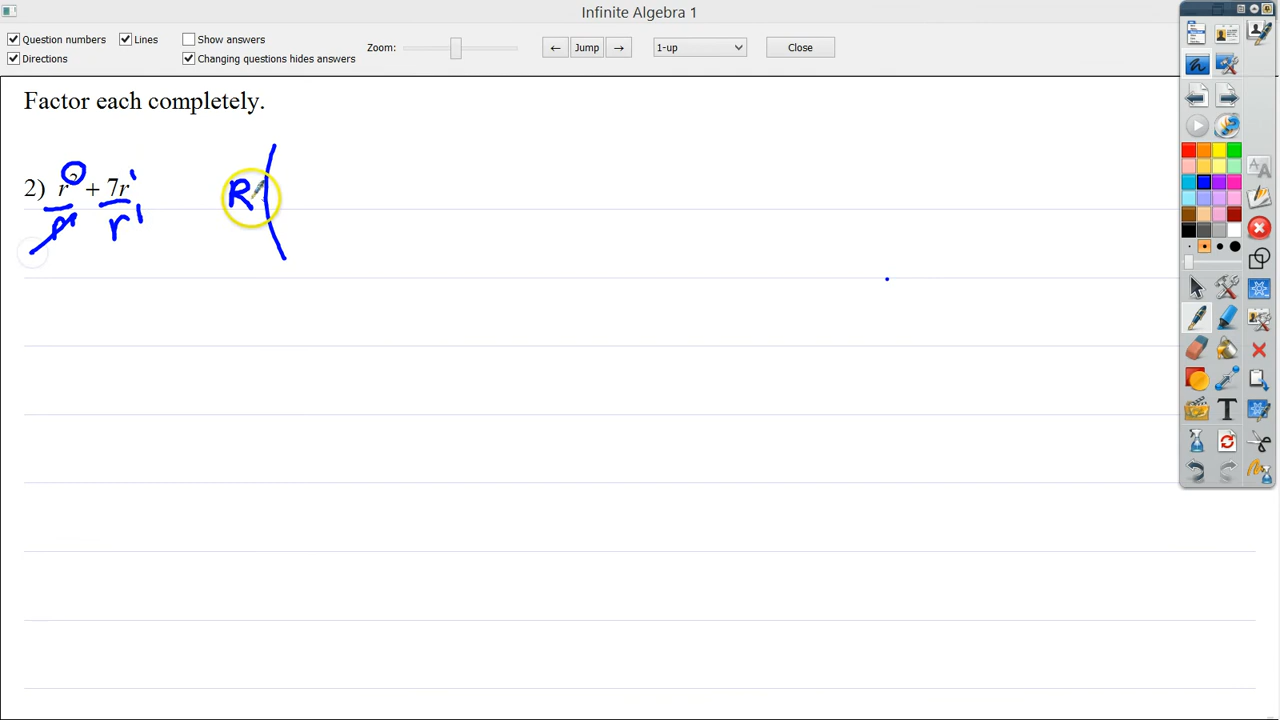 Infinite Algebra 1
Question numbers Lines Show answers
Directions Changing questions hides answers
Zoom: ← Jump → 1-up Close
Factor each completely.
2) r² + 7r
r¹ R